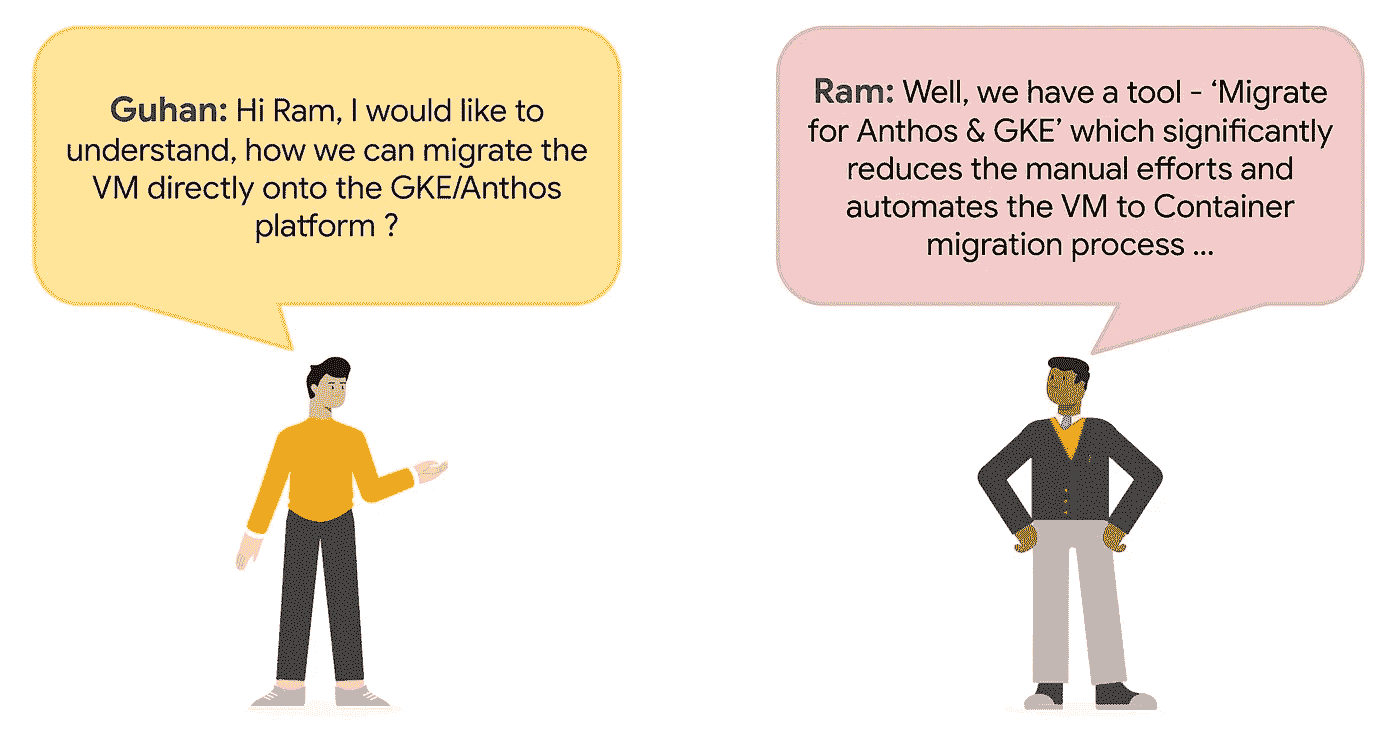 Guhan: Hi Ram, I would like to
understand, how we can migrate the
VM directly onto the GKE/Anthos
platform ?
Ram: Well, we have a tool - ‘Migrate
for Anthos & GKE’ which significantly
reduces the manual efforts and
automates the VM to Container
migration process ...